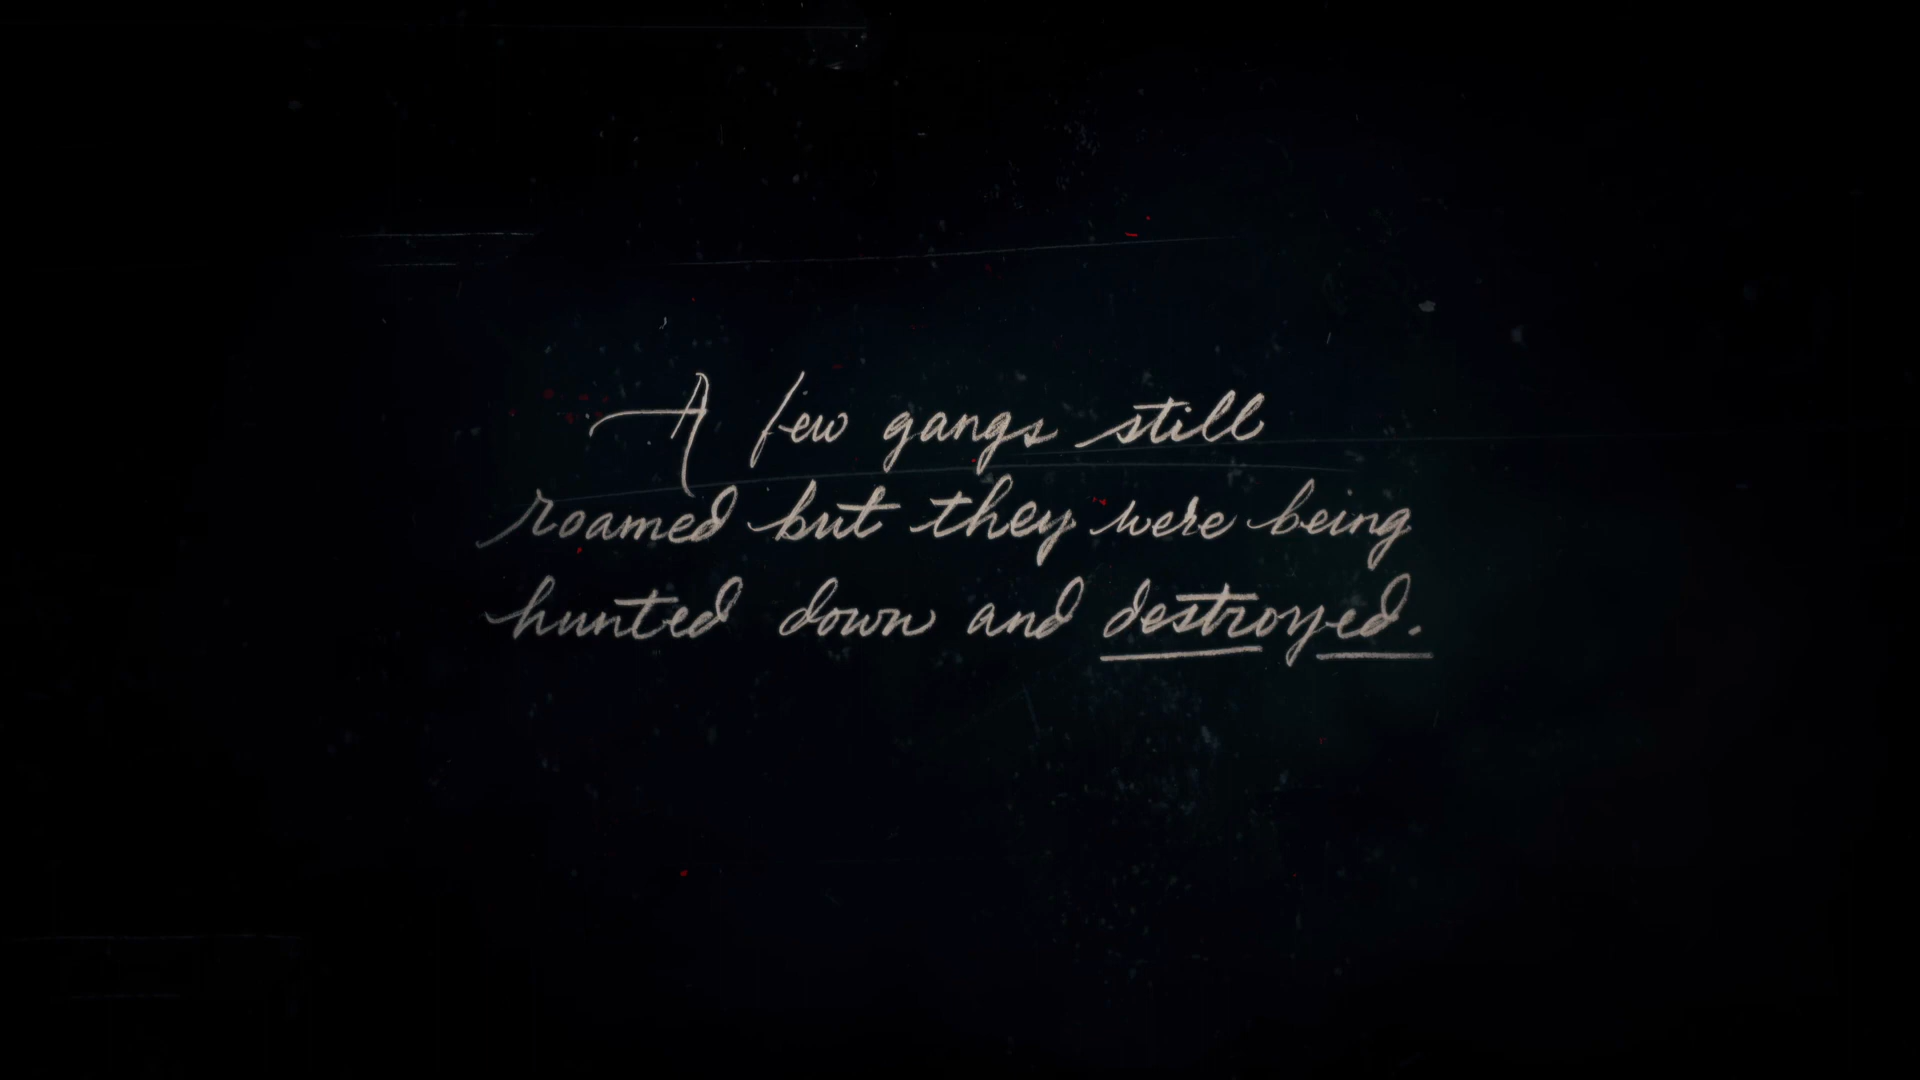 A few gangs still
roamed but they were being
hunted down and destroyed.